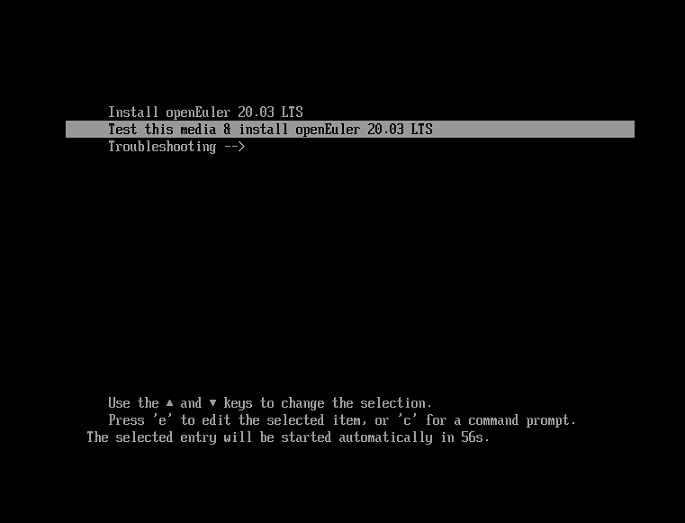 Install openEuler 20.03 LTS
Test this media & install openEuler 20.03 LTS
Troubleshooting -->
Use the ▲ and ▼ keys to change the selection.
Press 'e' to edit the selected item, or 'c' for a command prompt.
The selected entry will be started automatically in 56s.